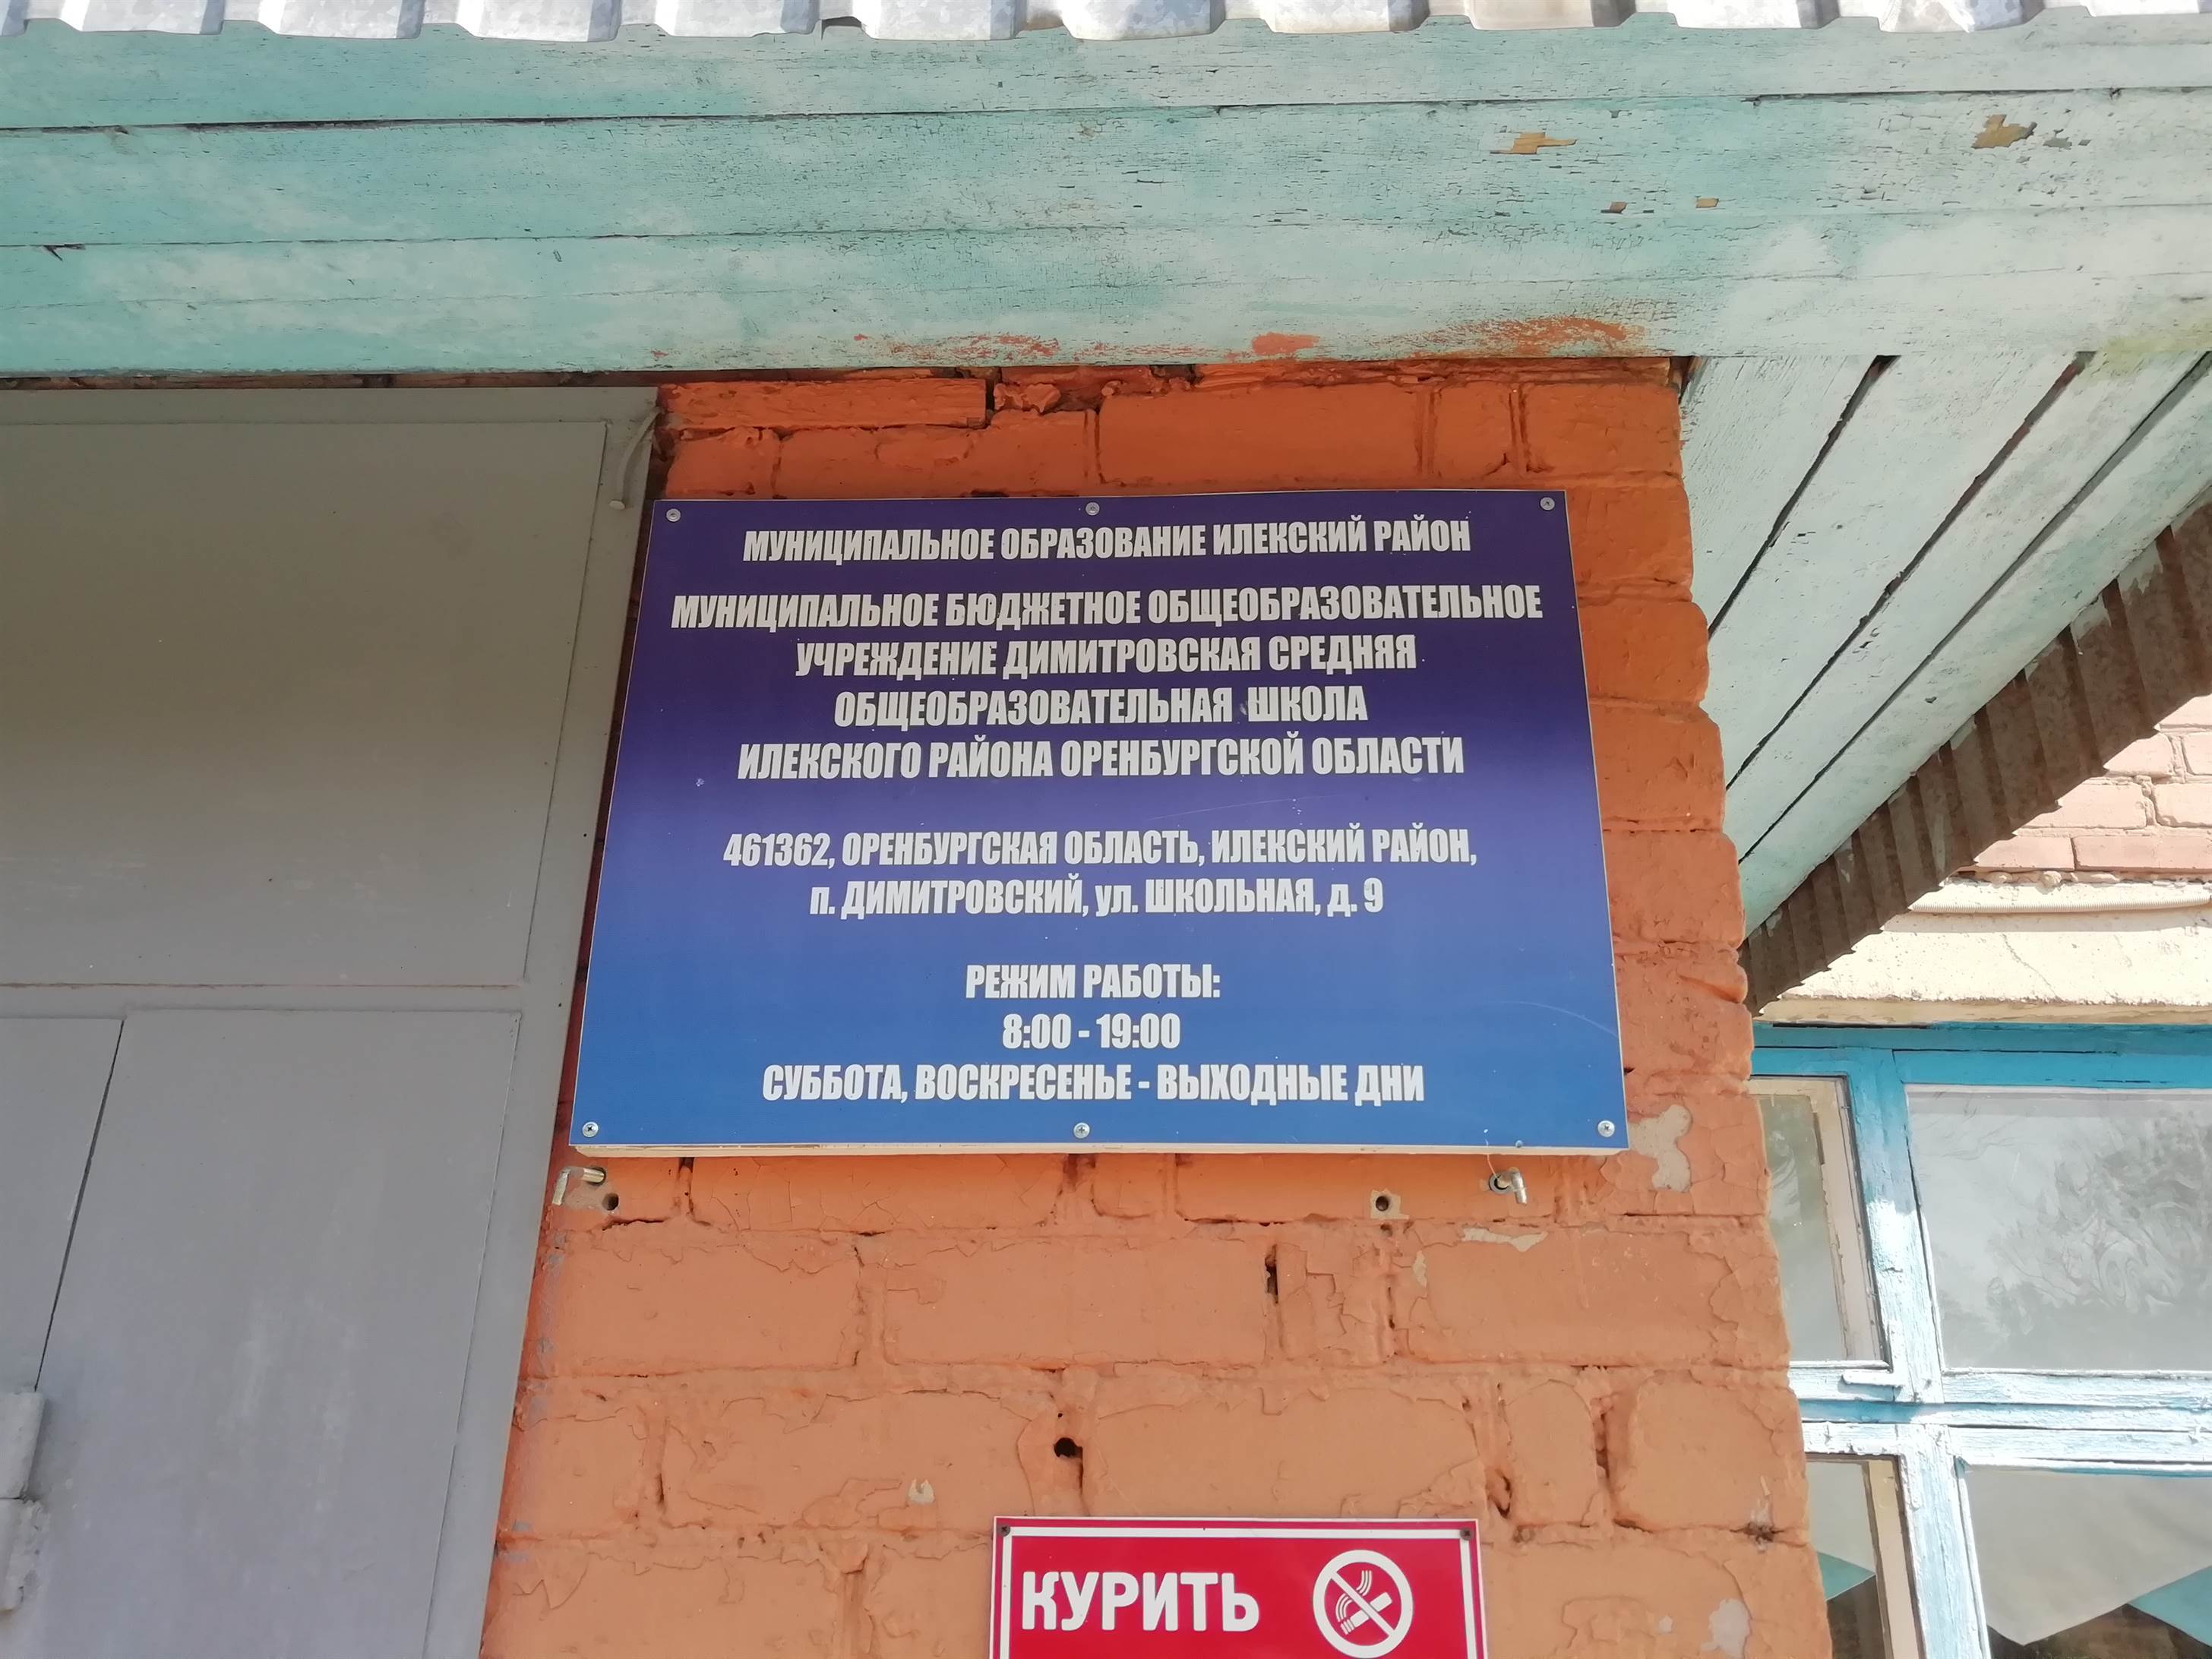 МУНИЦИПАЛЬНОЕ ОБРАЗОВАНИЕ ИЛЕКСКИЙ РАЙОН
МУНИЦИПАЛЬНОЕ БЮДЖЕТНОЕ ОБЩЕОБРАЗОВАТЕЛЬНОЕ
УЧРЕЖДЕНИЕ ДИМИТРОВСКАЯ СРЕДНЯЯ
ОБЩЕОБРАЗОВАТЕЛЬНАЯ ШКОЛА
ИЛЕКСКОГО РАЙОНА ОРЕНБУРГСКОЙ ОБЛАСТИ
461362, ОРЕНБУРГСКАЯ ОБЛАСТЬ, ИЛЕКСКИЙ РАЙОН,
п. ДИМИТРОВСКИЙ, ул. ШКОЛЬНАЯ, д. 9
РЕЖИМ РАБОТЫ:
8:00 - 19:00
СУББОТА, ВОСКРЕСЕНЬЕ - ВЫХОДНЫЕ ДНИ
КУРИТЬ